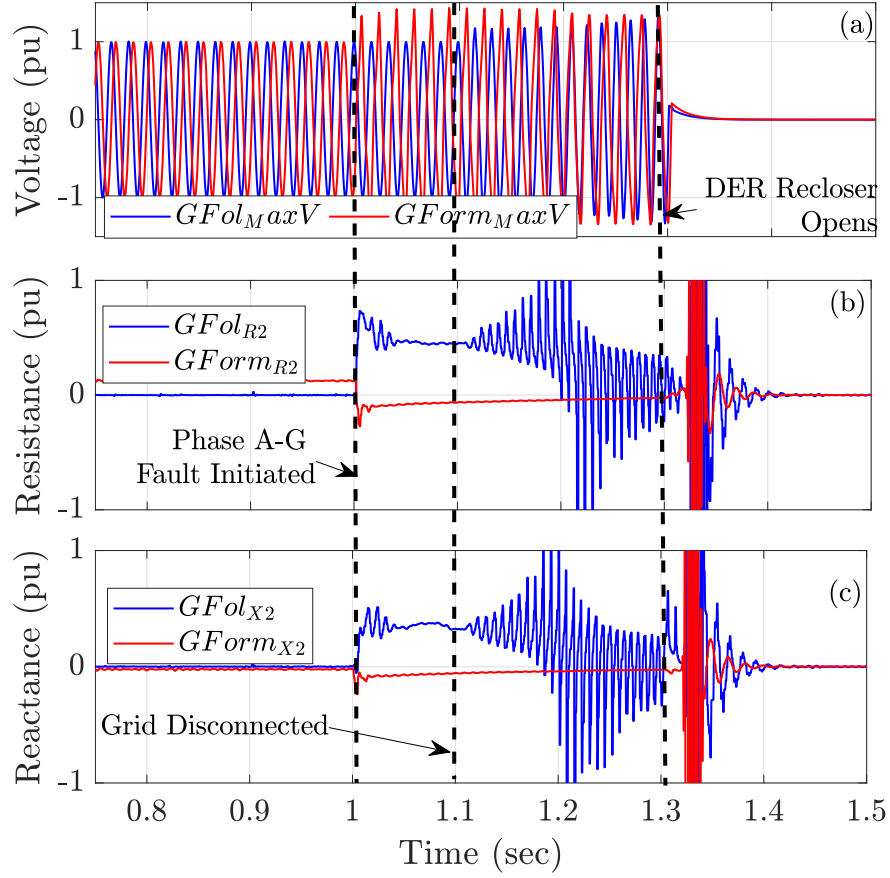 (a)
Voltage (pu)
1
0
-1
GFol_MaxV GForm_MaxV
DER Recloser
Opens
(b)
Resistance (pu)
1
0
-1
GFol_R2
GForm_R2
Phase A-G
Fault Initiated
(c)
Reactance (pu)
1
0
-1
GFol_X2
GForm_X2
Grid Disconnected
0.8 0.9 1 1.1 1.2 1.3 1.4 1.5
Time (sec)